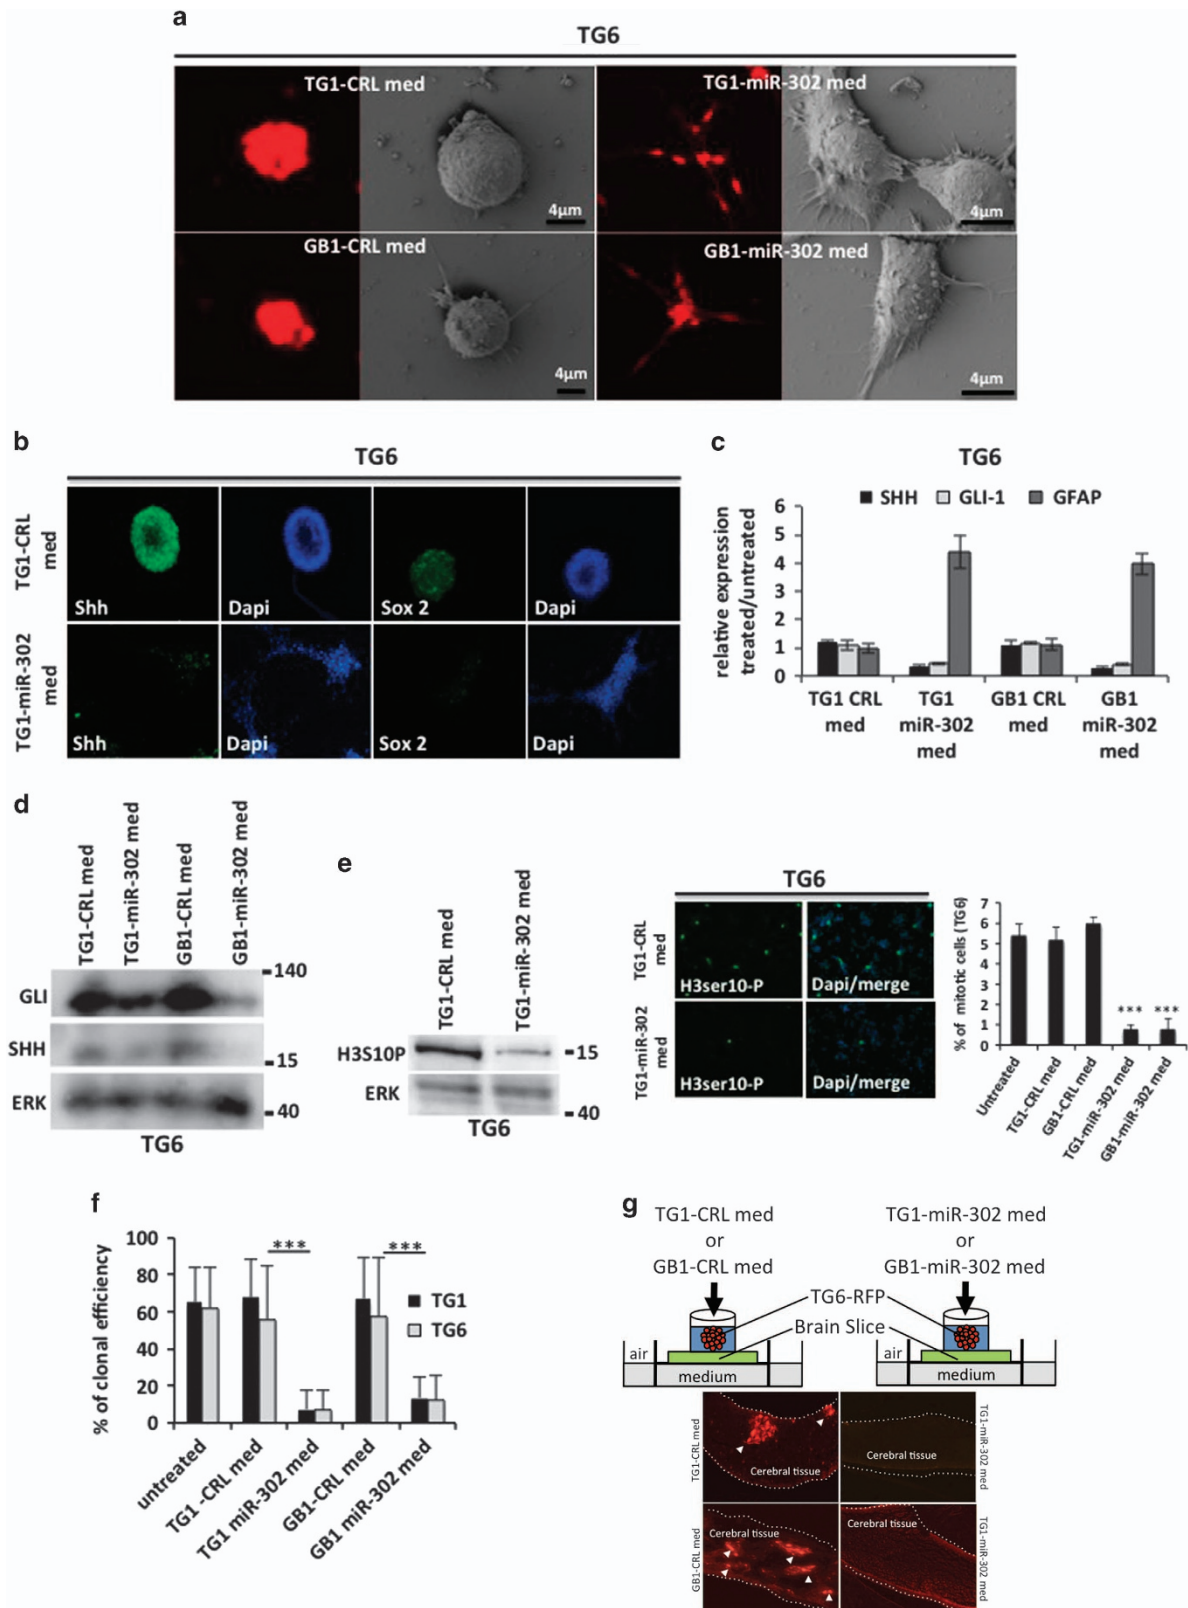 a
TG6
TG1-CRL med
TG1-miR-302 med
4µm
4µm
GB1-CRL med
GB1-miR-302 med
4µm
4µm
b
TG6
TG1-CRL
med
Shh
Dapi
Sox 2
Dapi
TG1-miR-302
med
Shh
Dapi
Sox 2
Dapi
c
TG6
SHH GLI-1 GFAP
relative expression
treated/untreated
6
5
4
3
2
1
0
TG1 CRL
med
TG1
miR-302
med
GB1 CRL
med
GB1
miR-302
med
d
TG1-CRL med
TG1-miR-302 med
GB1-CRL med
GB1-miR-302 med
GLI
140
SHH
15
ERK
40
TG6
e
TG1-CRL med
TG1-miR-302 med
H3S10P
15
ERK
40
TG6
TG6
TG1-CRL
med
H3ser10-P
Dapi/merge
TG1-miR-302
med
H3ser10-P
Dapi/merge
% of mitotic cells (TG6)
7
6
5
4
3
2
1
0
*** ***
Untreated
TG1-CRL med
GB1-CRL med
TG1-miR-302 med
GB1-miR-302 med
f
% of clonal efficiency
100
80
60
40
20
0
***
***
TG1
TG6
untreated
TG1 -CRL med
TG1 miR-302 med
GB1-CRL med
GB1 miR-302 med
g
TG1-CRL med
or
GB1-CRL med
TG1-miR-302 med
or
GB1-miR-302 med
TG6-RFP
Brain Slice
air
medium
air
medium
TG1-CRL med
Cerebral tissue
Cerebral tissue
TG1-miR-302 med
GB1-CRL med
Cerebral tissue
Cerebral tissue
TG1-miR-302 med